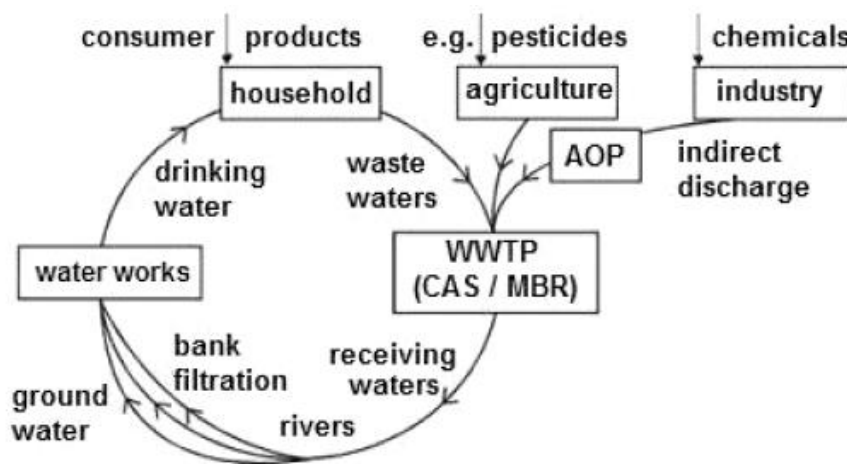 consumer products
e.g. pesticides
chemicals
household
agriculture
industry
AOP
indirect
discharge
drinking
water
waste
waters
water works
WWTP
(CAS / MBR)
bank
filtration
receiving
waters
ground
water
rivers